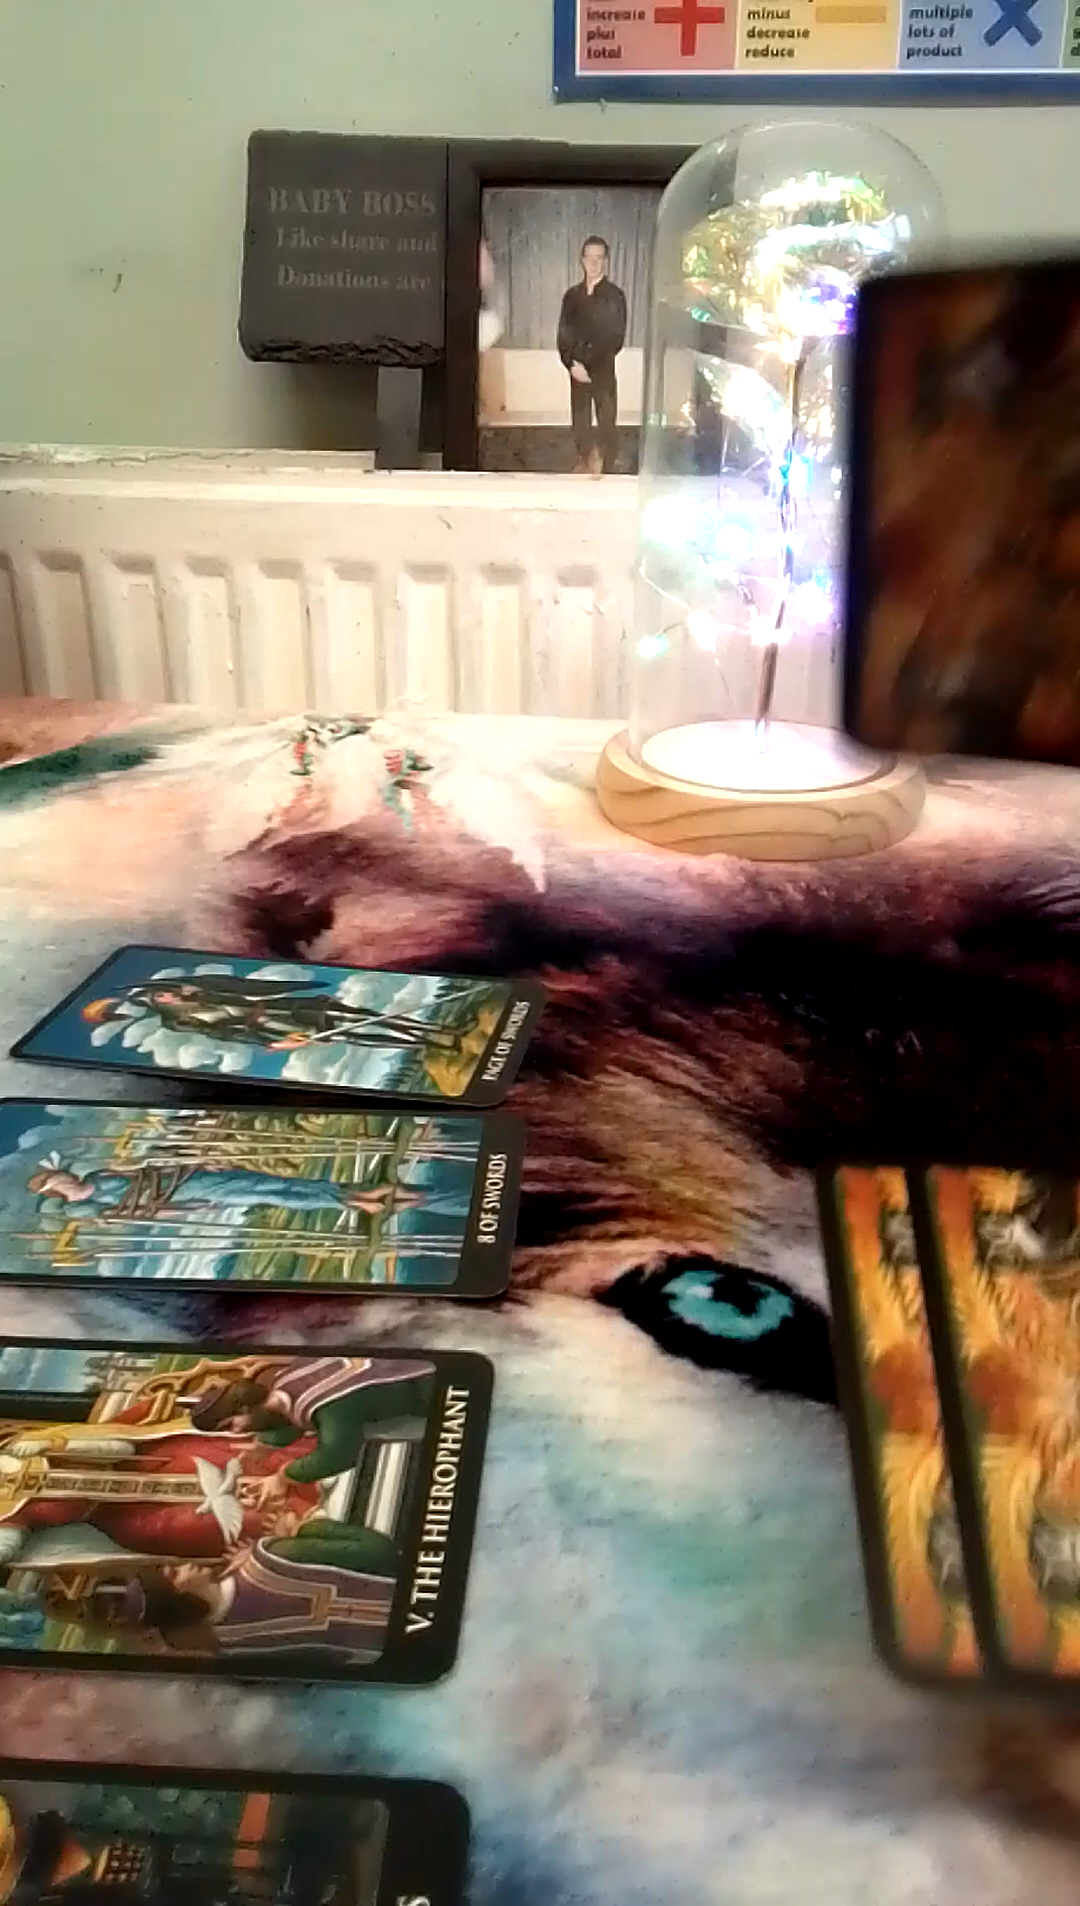 increase
plus
total
minus
decrease
reduce
multiple
lots of
product
BABY BOSS
Like share and
Donations are
PAGE OF SWORDS
8 OF SWORDS
V. THE HIEROPHANT
S